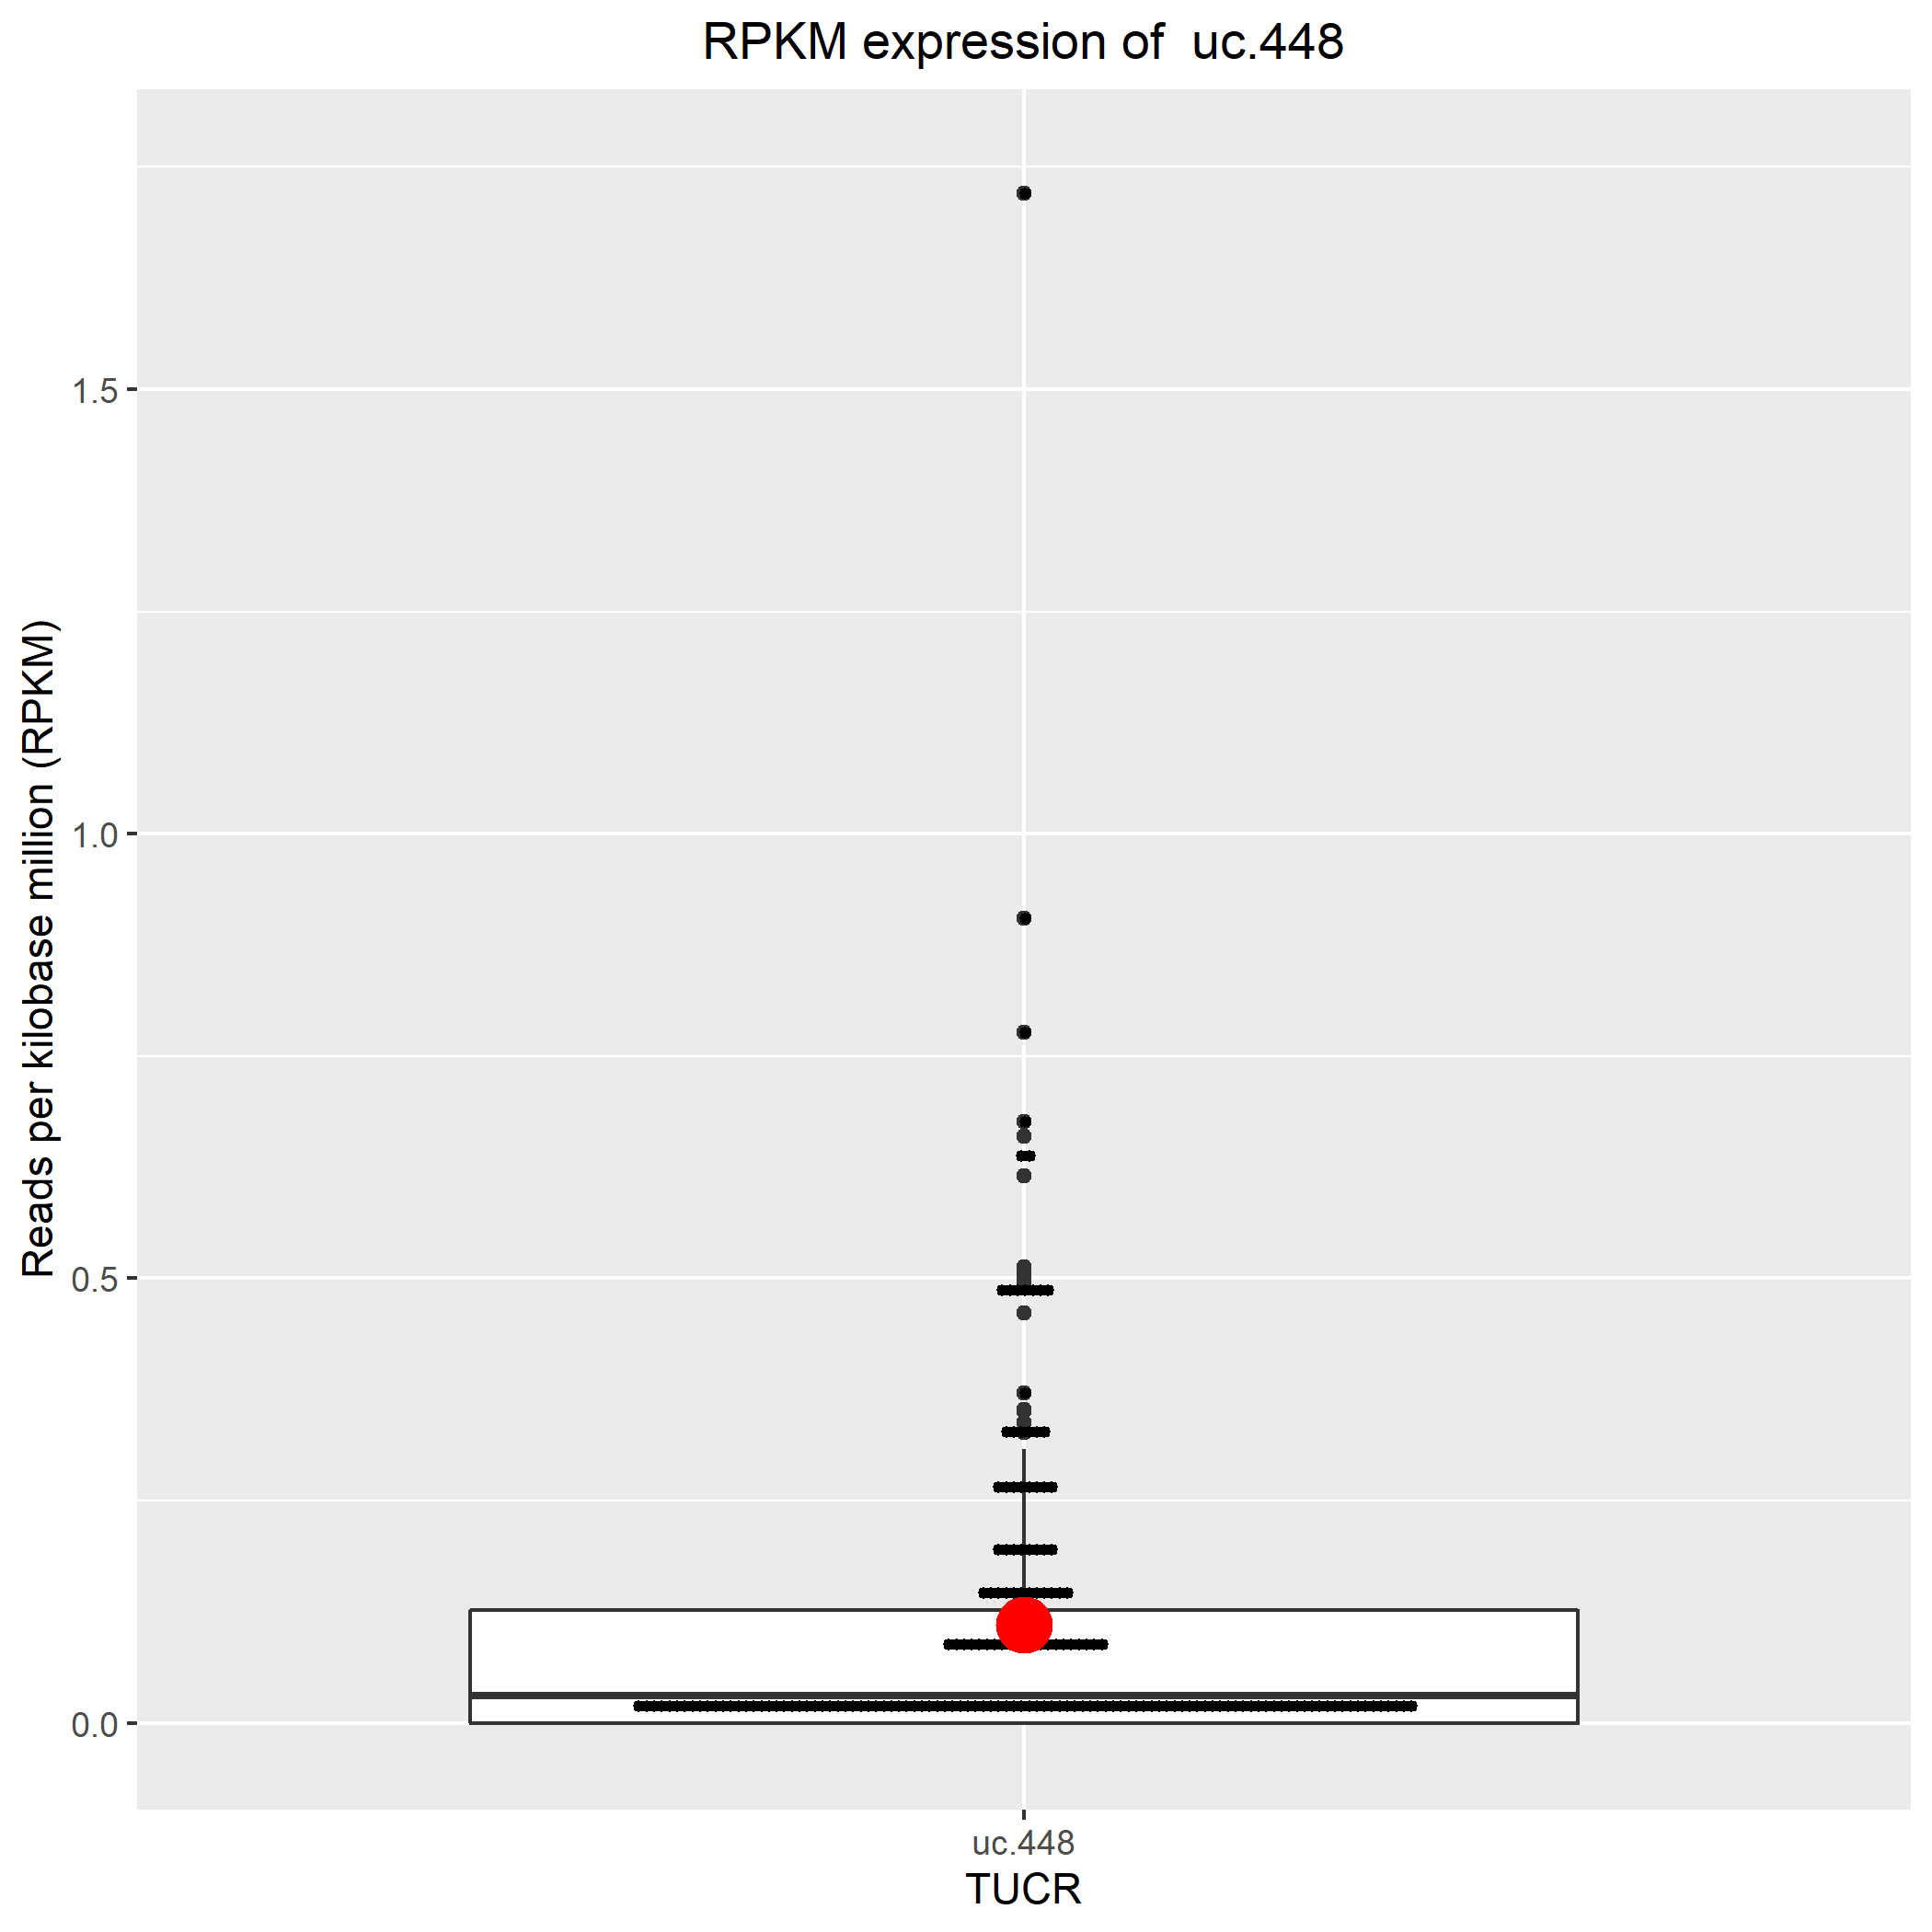 RPKM expression of  uc.448
Reads per kilobase million (RPKM)
1.5
1.0
0.5
0.0
uc.448
TUCR